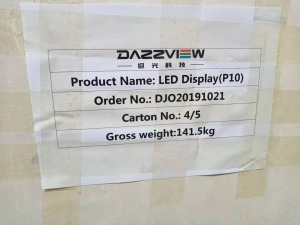 DAZZVIEW
Product Name: LED Display(P10)
Order No.: DJO20191021
Carton No.: 4/5
Gross weight:141.5kg